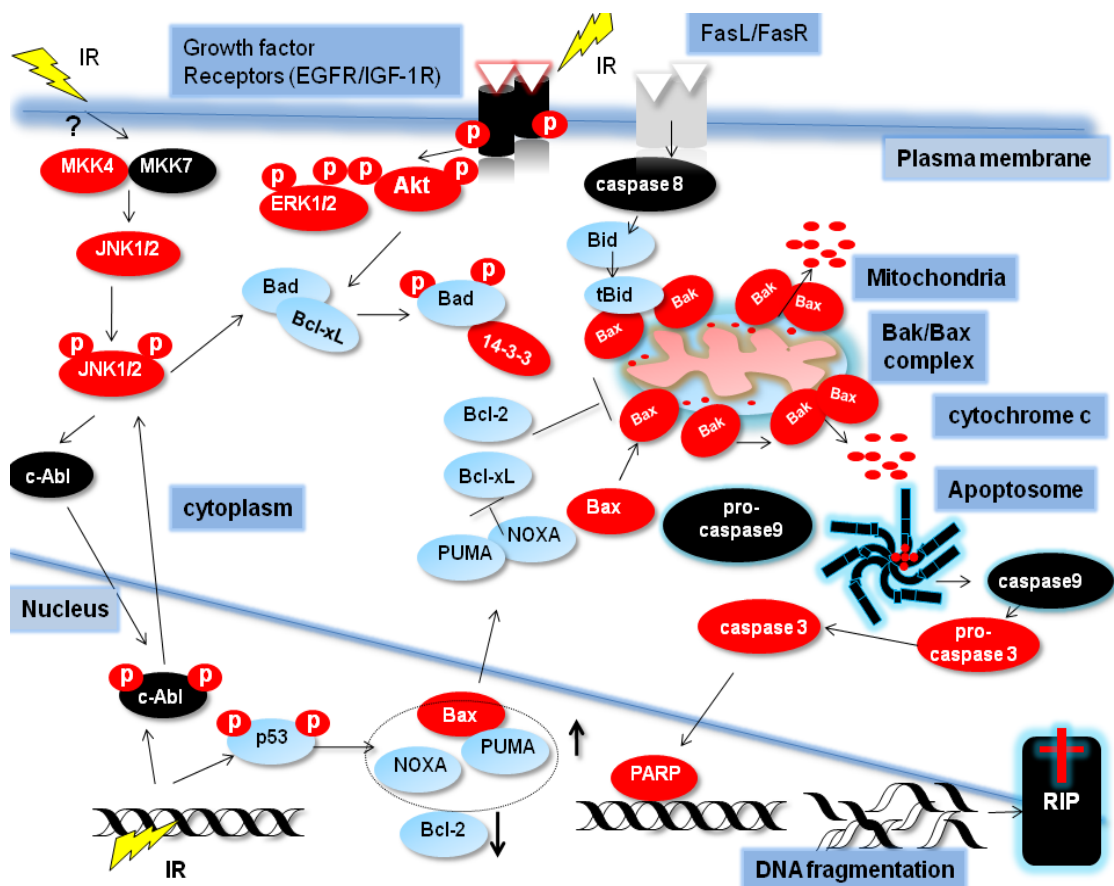 IR
Growth factor
Receptors (EGFR/IGF-1R)
IR
FasL/FasR
?
P
P
Plasma membrane
MKK4
MKK7
P
P
P
P
ERK1/2
Akt
caspase 8
JNK1/2
Bid
tBid
Bad
Bcl-xL
P
P
Bad
14-3-3
Bak
Bax
Bak
Bax
Mitochondria
Bak/Bax
complex
P
P
JNK1/2
Bcl-2
Bax
Bak
Bak
Bax
cytochrome c
c-Abl
Bcl-xL
cytoplasm
Bax
NOXA
PUMA
pro-
caspase9
Apoptosome
caspase9
Nucleus
caspase 3
pro-
caspase 3
P
P
c-Abl
P
P
p53
Bax
NOXA
PUMA
PARP
RIP
Bcl-2
IR
DNA fragmentation